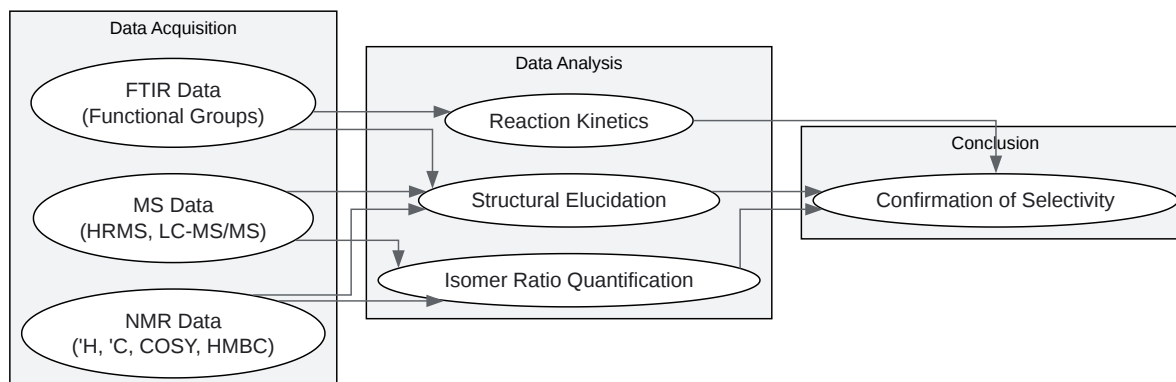 Data Acquisition
FTIR Data
(Functional Groups)
MS Data
(HRMS, LC-MS/MS)
NMR Data
('H, 'C, COSY, HMBC)
Data Analysis
Reaction Kinetics
Structural Elucidation
Isomer Ratio Quantification
Conclusion
Confirmation of Selectivity